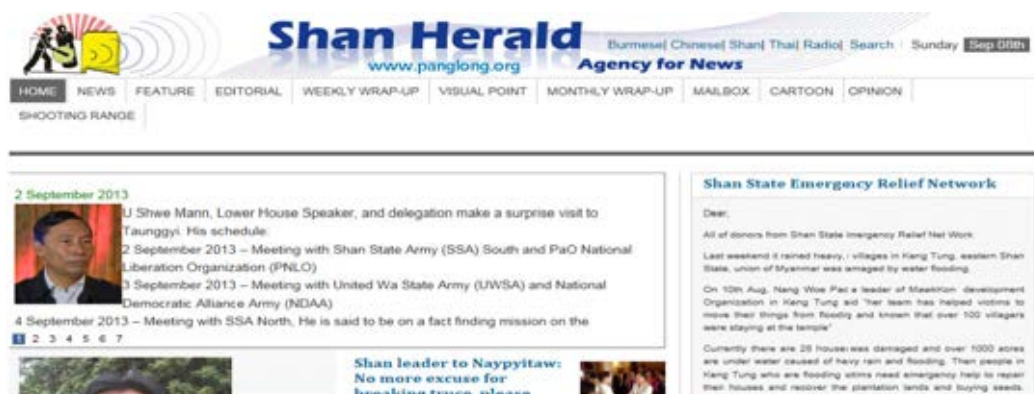 Shan Herald
www.panglong.org
Agency for News
Burmese| Chinese| Shan| Thai| Radio| Search | Sunday Sep 08th
HOME NEWS FEATURE EDITORIAL WEEKLY WRAP-UP VISUAL POINT MONTHLY WRAP-UP MAILBOX CARTOON OPINION
SHOOTING RANGE
2 September 2013
U Shwe Mann, Lower House Speaker, and delegation make a surprise visit to
Taunggyi. His schedule:
2 September 2013 – Meeting with Shan State Army (SSA) South and PaO National
Liberation Organization (PNLO)
3 September 2013 – Meeting with United Wa State Army (UWSA) and National
Democratic Alliance Army (NDAA)
4 September 2013 – Meeting with SSA North, He is said to be on a fact finding mission on the
1 2 3 4 5 6 7
Shan leader to Naypyitaw:
No more excuse for
breaking truce, please
Shan State Emergency Relief Network
Dear,
All of donors from Shan State Relief Net Work
Last weekend it rained heavy, villages in Kang Tung, eastern Shan
State, union of Myanmar was amaged by water flooding.
On 10th Aug, Nang Woe a leader of development
Organization in Kang Tung aid "her team has helped victims to
move their things from and known that over 100 villagers
were staying at the temple"
Currently there are 28 was damaged and over 1000 acres
are under water caused of havy rain and flooding. Then people in
Kang Tung who are flooding need emergency help to repair
their houses and recover the plantation lands and buying seeds.